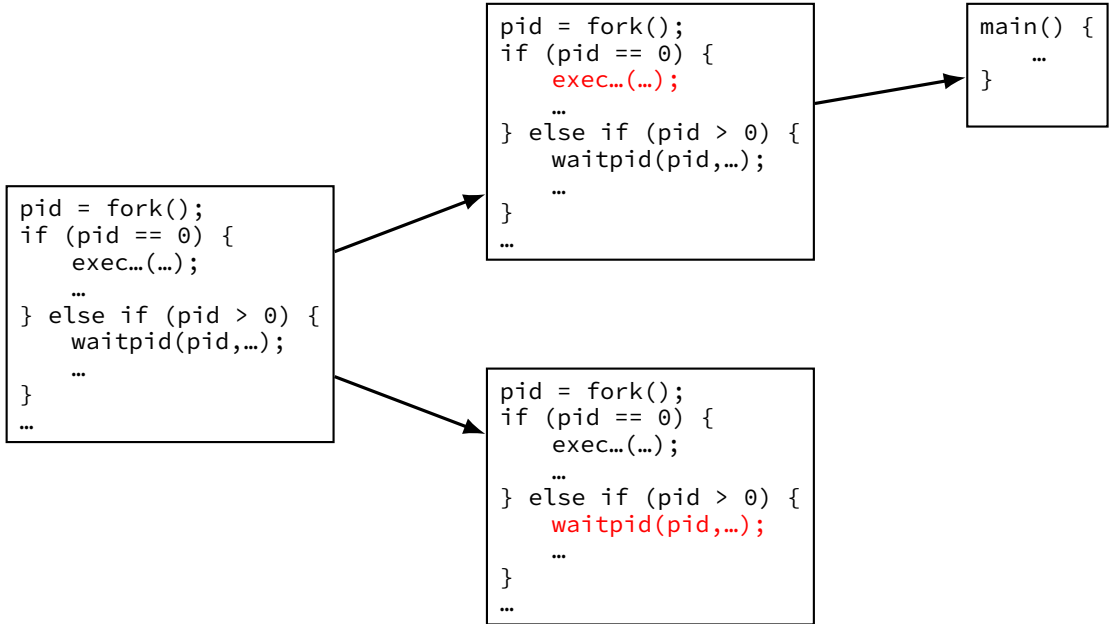 pid = fork();
if (pid == 0) {
    exec…(…);
    …
} else if (pid > 0) {
    waitpid(pid,…);
    …
}
…
pid = fork();
if (pid == 0) {
    exec…(…);
    …
} else if (pid > 0) {
    waitpid(pid,…);
    …
}
…
main() {
    …
}
pid = fork();
if (pid == 0) {
    exec…(…);
    …
} else if (pid > 0) {
    waitpid(pid,…);
    …
}
…